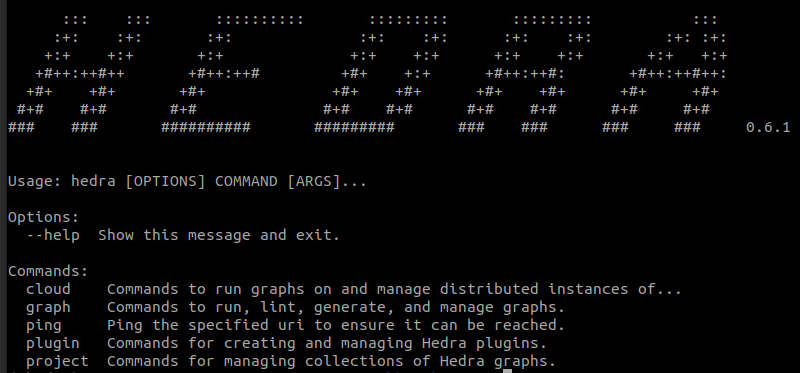 HEDRA
0.6.1
Usage: hedra [OPTIONS] COMMAND [ARGS]...
Options:
--help  Show this message and exit.
Commands:
cloud    Commands to run graphs on and manage distributed instances of...
graph    Commands to run, lint, generate, and manage graphs.
ping     Ping the specified uri to ensure it can be reached.
plugin   Commands for creating and managing Hedra plugins.
project  Commands for managing collections of Hedra graphs.